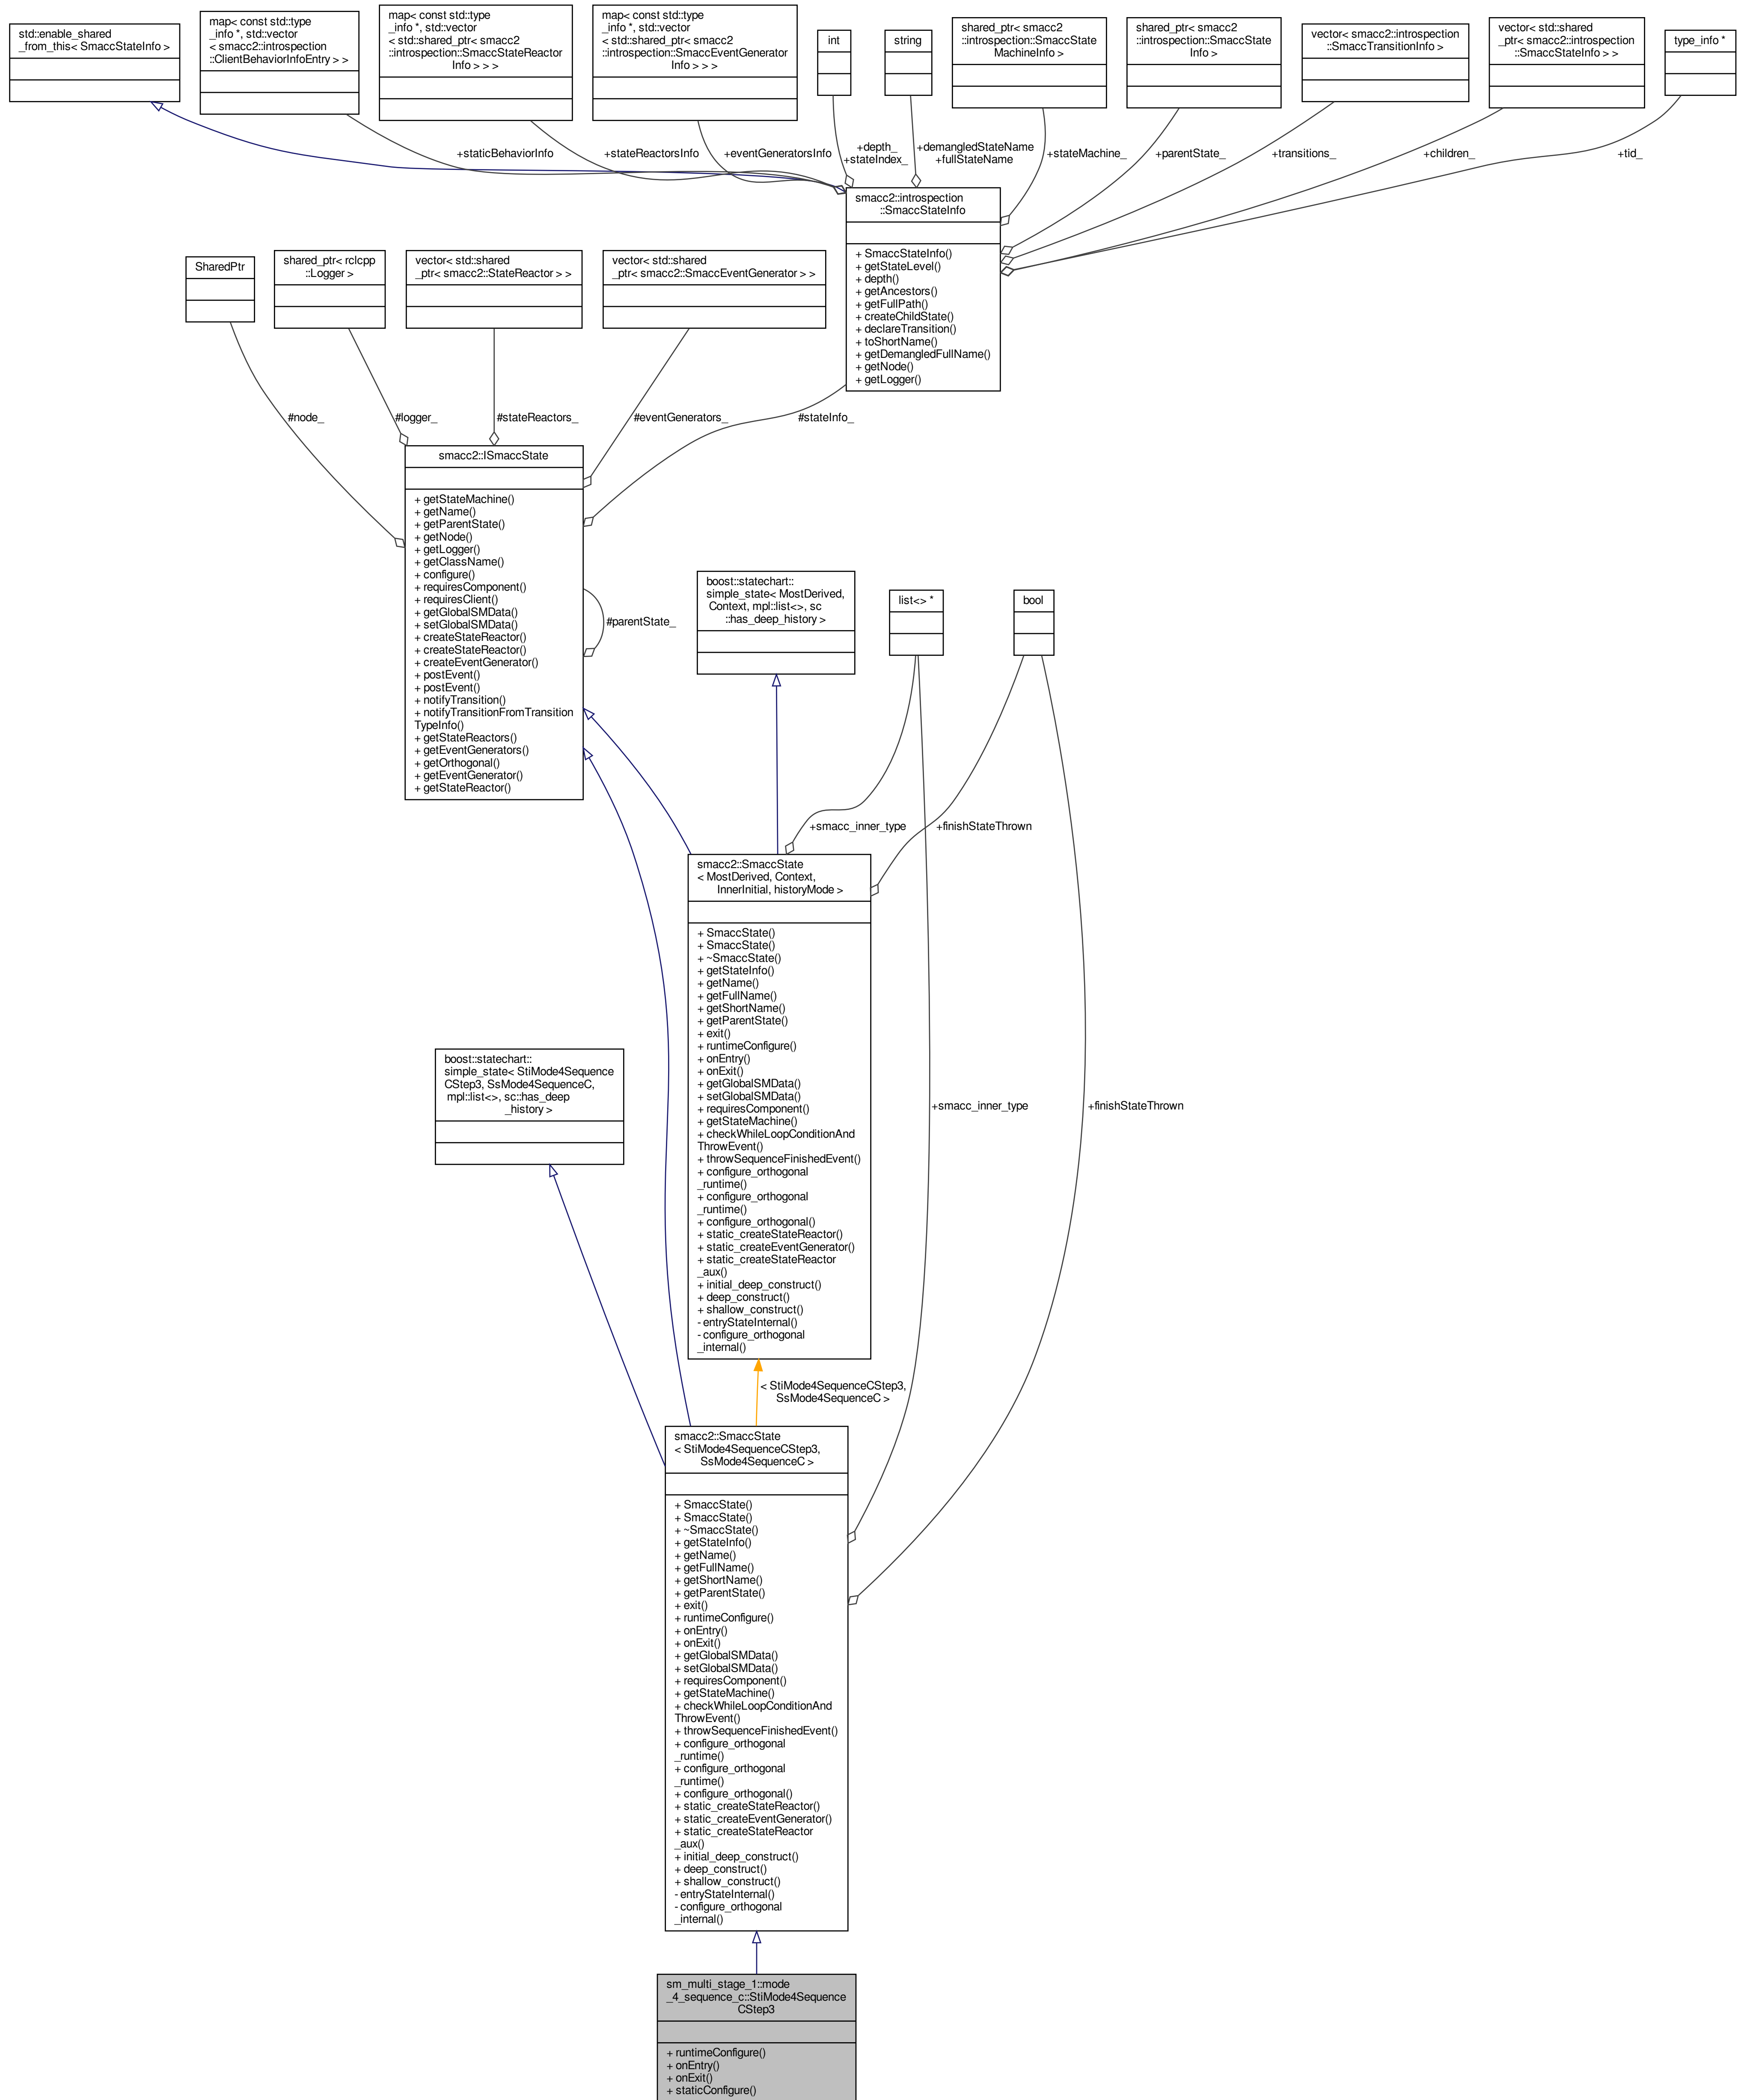 std::enable_shared
_from_this< SmaccStateInfo >
map< const std::type
_info *, std::vector
< smacc2::introspection
::ClientBehaviorInfoEntry > >
map< const std::type
_info *, std::vector
< std::shared_ptr< smacc2
::introspection::SmaccStateReactor
Info > > >
map< const std::type
_info *, std::vector
< std::shared_ptr< smacc2
::introspection::SmaccEventGenerator
Info > > >
int
string
shared_ptr< smacc2
::introspection::SmaccState
MachineInfo >
shared_ptr< smacc2
::introspection::SmaccState
Info >
vector< smacc2::introspection
::SmaccTransitionInfo >
vector< std::shared
_ptr< smacc2::introspection
::SmaccStateInfo > >
type_info *
+staticBehaviorInfo
+stateReactorsInfo
+eventGeneratorsInfo
+depth_
+stateIndex_
+demangledStateName
+fullStateName
+stateMachine_
+parentState_
+transitions_
+children_
+tid_
smacc2::introspection
::SmaccStateInfo
+ SmaccStateInfo()
+ getStateLevel()
+ depth()
+ getAncestors()
+ getFullPath()
+ createChildState()
+ declareTransition()
+ toShortName()
+ getDemangledFullName()
+ getNode()
+ getLogger()
SharedPtr
shared_ptr< rclcpp
::Logger >
vector< std::shared
_ptr< smacc2::StateReactor > >
vector< std::shared
_ptr< smacc2::SmaccEventGenerator > >
#node_
#logger_
#stateReactors_
#eventGenerators_
#stateInfo_
smacc2::ISmaccState
+ getStateMachine()
+ getName()
+ getParentState()
+ getNode()
+ getLogger()
+ getClassName()
+ configure()
+ requiresComponent()
+ requiresClient()
+ getGlobalSMData()
+ setGlobalSMData()
+ createStateReactor()
+ createStateReactor()
+ createEventGenerator()
+ postEvent()
+ postEvent()
+ notifyTransition()
+ notifyTransitionFromTransition
TypeInfo()
+ getStateReactors()
+ getEventGenerators()
+ getOrthogonal()
+ getEventGenerator()
+ getStateReactor()
#parentState_
boost::statechart::
simple_state< MostDerived,
Context, mpl::list<>, sc
::has_deep_history >
list<> *
bool
+smacc_inner_type
+finishStateThrown
smacc2::SmaccState
< MostDerived, Context,
InnerInitial, historyMode >
+ SmaccState()
+ SmaccState()
+ ~SmaccState()
+ getStateInfo()
+ getName()
+ getFullName()
+ getShortName()
+ getParentState()
+ exit()
+ runtimeConfigure()
+ onEntry()
+ onExit()
+ getGlobalSMData()
+ setGlobalSMData()
+ requiresComponent()
+ getStateMachine()
+ checkWhileLoopConditionAnd
ThrowEvent()
+ throwSequenceFinishedEvent()
+ configure_orthogonal
_runtime()
+ configure_orthogonal
_runtime()
+ configure_orthogonal()
+ static_createStateReactor()
+ static_createEventGenerator()
+ static_createStateReactor
_aux()
+ initial_deep_construct()
+ deep_construct()
+ shallow_construct()
- entryStateInternal()
- configure_orthogonal
_internal()
boost::statechart::
simple_state< StiMode4Sequence
CStep3, SsMode4SequenceC,
mpl::list<>, sc::has_deep
_history >
+smacc_inner_type
+finishStateThrown
< StiMode4SequenceCStep3,
SsMode4SequenceC >
smacc2::SmaccState
< StiMode4SequenceCStep3,
SsMode4SequenceC >
+ SmaccState()
+ SmaccState()
+ ~SmaccState()
+ getStateInfo()
+ getName()
+ getFullName()
+ getShortName()
+ getParentState()
+ exit()
+ runtimeConfigure()
+ onEntry()
+ onExit()
+ getGlobalSMData()
+ setGlobalSMData()
+ requiresComponent()
+ getStateMachine()
+ checkWhileLoopConditionAnd
ThrowEvent()
+ throwSequenceFinishedEvent()
+ configure_orthogonal
_runtime()
+ configure_orthogonal
_runtime()
+ configure_orthogonal()
+ static_createStateReactor()
+ static_createEventGenerator()
+ static_createStateReactor
_aux()
+ initial_deep_construct()
+ deep_construct()
+ shallow_construct()
- entryStateInternal()
- configure_orthogonal
_internal()
sm_multi_stage_1::mode
_4_sequence_c::StiMode4Sequence
CStep3
+ runtimeConfigure()
+ onEntry()
+ onExit()
+ staticConfigure()